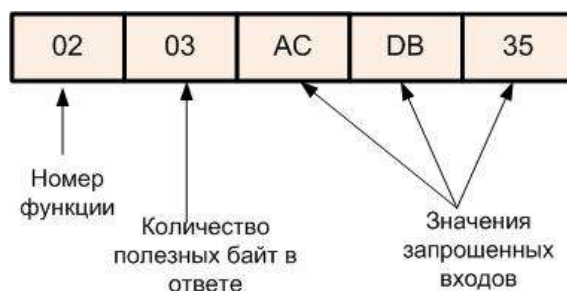 02 03 AC DB 35
Номер
функции
Количество
полезных байт в
ответе
Значения
запрошенных
входов